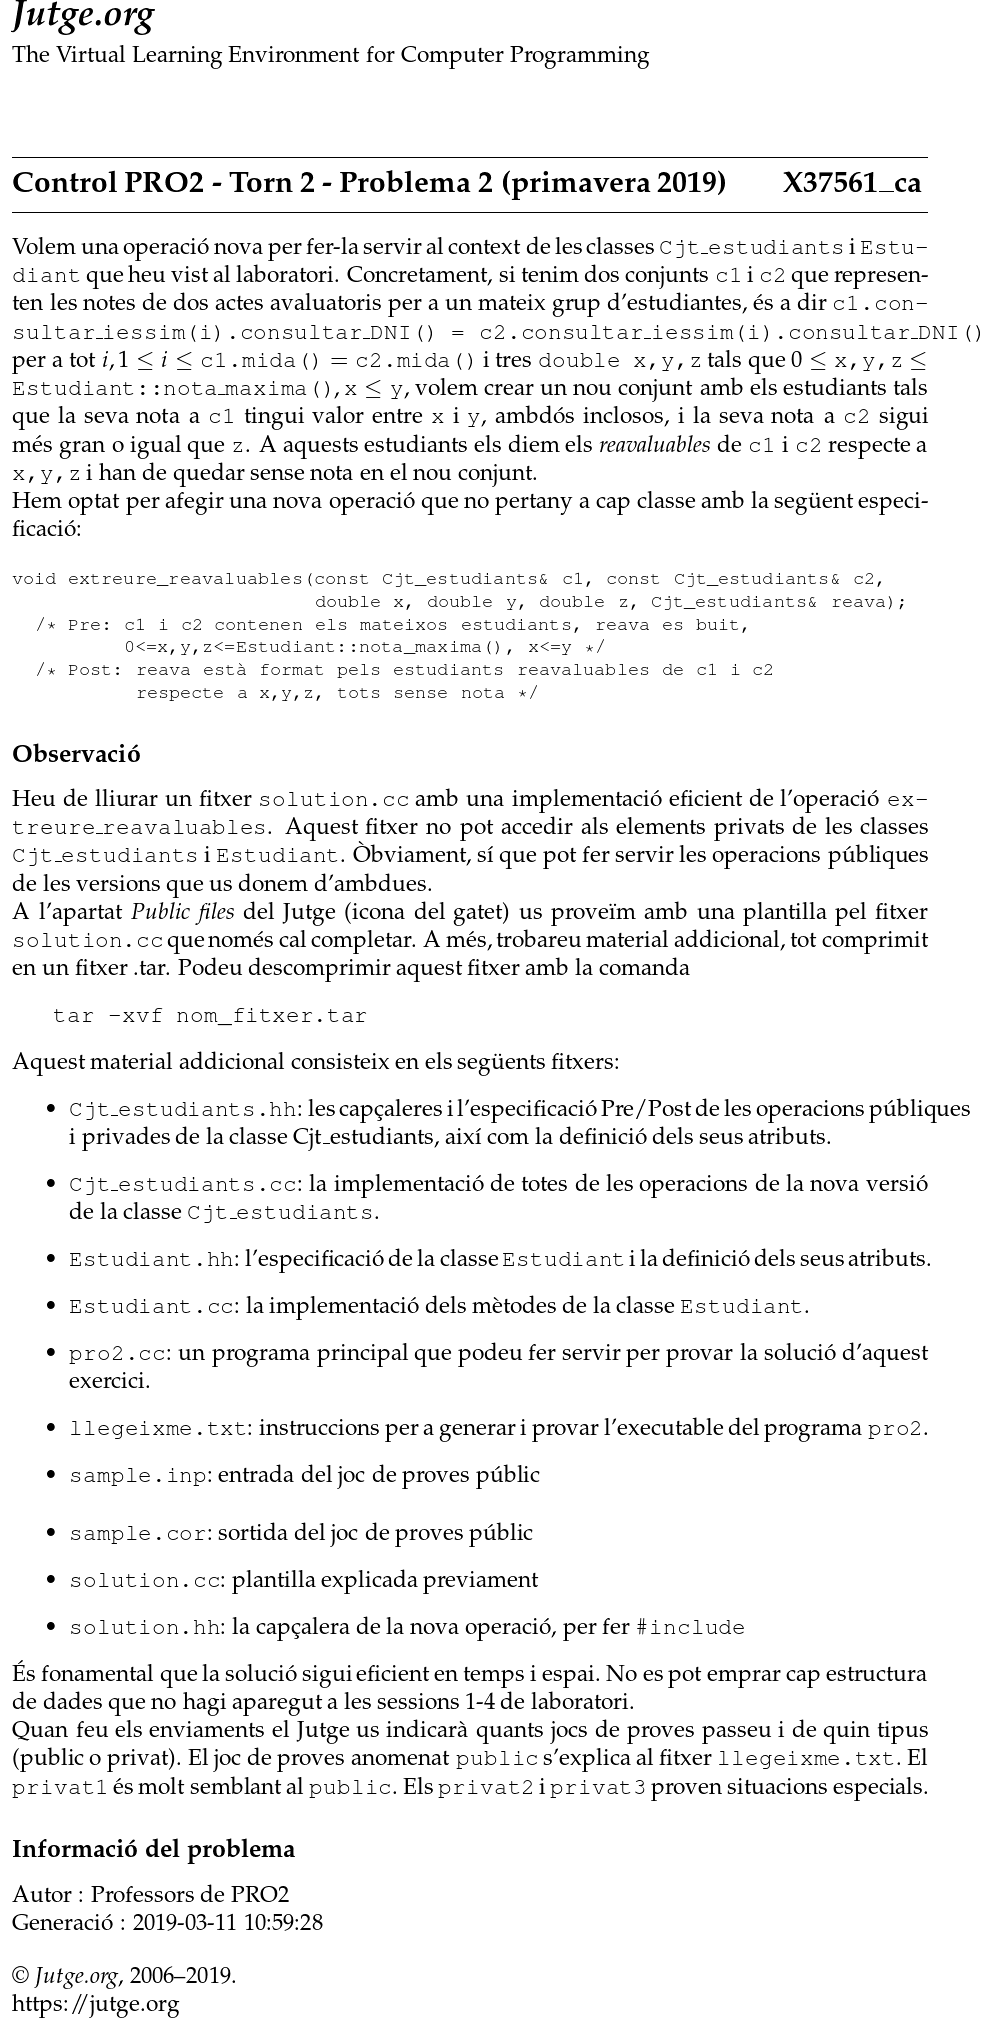 Jutge.org
The Virtual Learning Environment for Computer Programming
Control PRO2 - Torn 2 - Problema 2 (primavera 2019) X37561_ca
Volem una operació nova per fer-la servir al context de les classes Cjt_estudiants i Estu-
diant que heu vist al laboratori. Concretament, si tenim dos conjunts c1 i c2 que represen-
ten les notes de dos actes avaluatoris per a un mateix grup d'estudiantes, és a dir c1.con-
sultar_iessim(i).consultar_DNI() = c2.consultar_iessim(i).consultar_DNI()
per a tot i, 1 ≤ i ≤ c1.mida() = c2.mida() i tres double x,y,z tals que 0 ≤ x,y,z ≤
Estudiant::nota_maxima(), x ≤ y, volem crear un nou conjunt amb els estudiants tals
que la seva nota a c1 tingui valor entre x i y, ambdós inclosos, i la seva nota a c2 sigui
més gran o igual que z. A aquests estudiants els diem els reavaluables de c1 i c2 respecte a
x,y,z i han de quedar sense nota en el nou conjunt.
Hem optat per afegir una nova operació que no pertany a cap classe amb la següent especi-
ficació:
void extreure_reavaluables(const Cjt_estudiants& c1, const Cjt_estudiants& c2,
double x, double y, double z, Cjt_estudiants& reava);
/* Pre: c1 i c2 contenen els mateixos estudiants, reava es buit,
0<=x,y,z<=Estudiant::nota_maxima(), x<=y */
/* Post: reava està format pels estudiants reavaluables de c1 i c2
respecte a x,y,z, tots sense nota */
Observació
Heu de lliurar un fitxer solution.cc amb una implementació eficient de l'operació ex-
treure_reavaluables. Aquest fitxer no pot accedir als elements privats de les classes
Cjt_estudiants i Estudiant. Òbviament, sí que pot fer servir les operacions públiques
de les versions que us donem d'ambdues.
A l'apartat Public files del Jutge (icona del gatet) us proveïm amb una plantilla pel fitxer
solution.cc que només cal completar. A més, trobareu material addicional, tot comprimit
en un fitxer .tar. Podeu descomprimir aquest fitxer amb la comanda
tar -xvf nom_fitxer.tar
Aquest material addicional consisteix en els següents fitxers:
• Cjt_estudiants.hh: les capçaleres i l'especificació Pre/Post de les operacions públiques
i privades de la classe Cjt_estudiants, així com la definició dels seus atributs.
• Cjt_estudiants.cc: la implementació de totes de les operacions de la nova versió
de la classe Cjt_estudiants.
• Estudiant.hh: l'especificació de la classe Estudiant i la definició dels seus atributs.
• Estudiant.cc: la implementació dels mètodes de la classe Estudiant.
• pro2.cc: un programa principal que podeu fer servir per provar la solució d'aquest
exercici.
• llegeixme.txt: instruccions per a generar i provar l'executable del programa pro2.
• sample.inp: entrada del joc de proves públic
• sample.cor: sortida del joc de proves públic
• solution.cc: plantilla explicada previament
• solution.hh: la capçalera de la nova operació, per fer #include
És fonamental que la solució sigui eficient en temps i espai. No es pot emprar cap estructura
de dades que no hagi aparegut a les sessions 1-4 de laboratori.
Quan feu els enviaments el Jutge us indicarà quants jocs de proves passeu i de quin tipus
(public o privat). El joc de proves anomenat public s'explica al fitxer llegeixme.txt. El
privat1 és molt semblant al public. Els privat2 i privat3 proven situacions especials.
Informació del problema
Autor : Professors de PRO2
Generació : 2019-03-11 10:59:28
© Jutge.org, 2006–2019.
https://jutge.org